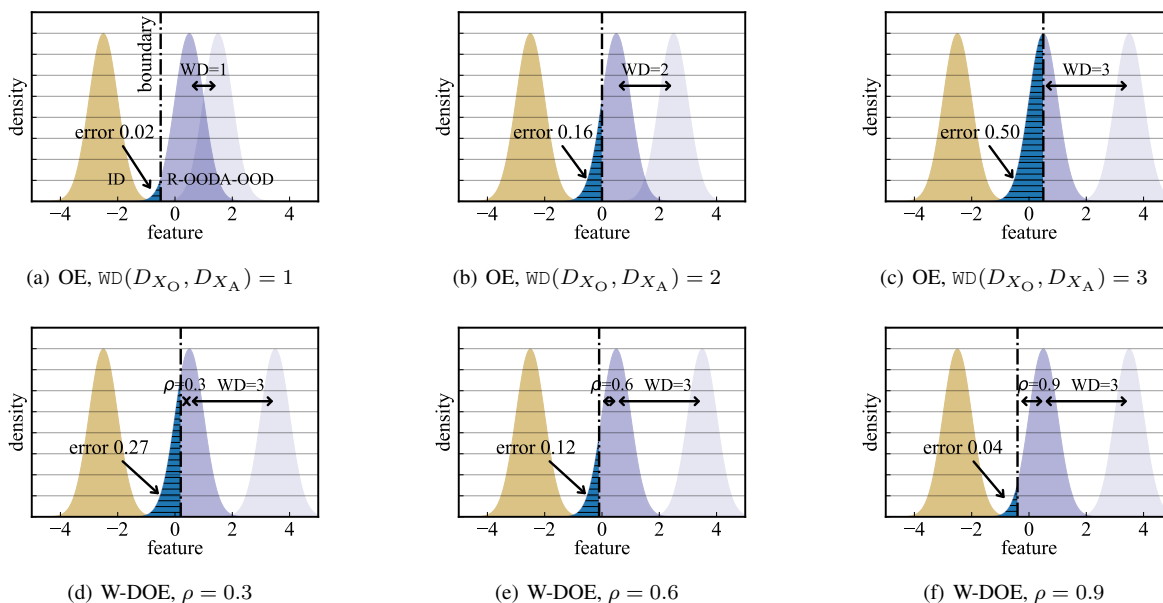 density
boundary
WD=1
error 0.02
ID
R-OODA-OOD
−4 −2 0 2 4
feature
(a) OE, WD(D_{X_O}, D_{X_A}) = 1
density
WD=2
error 0.16
−4 −2 0 2 4
feature
(b) OE, WD(D_{X_O}, D_{X_A}) = 2
density
WD=3
error 0.50
−4 −2 0 2 4
feature
(c) OE, WD(D_{X_O}, D_{X_A}) = 3
density
ρ=0.3
WD=3
error 0.27
−4 −2 0 2 4
feature
(d) W-DOE, ρ = 0.3
density
ρ=0.6
WD=3
error 0.12
−4 −2 0 2 4
feature
(e) W-DOE, ρ = 0.6
density
ρ=0.9
WD=3
error 0.04
−4 −2 0 2 4
feature
(f) W-DOE, ρ = 0.9